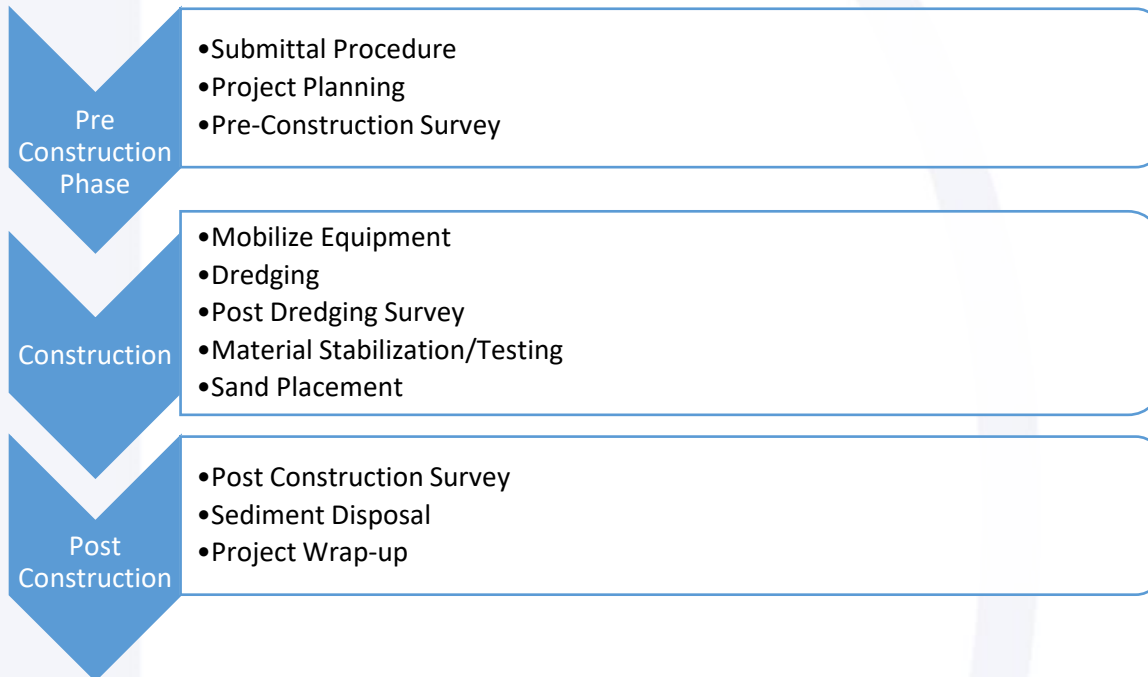 Pre
Construction
Phase
•Submittal Procedure
•Project Planning
•Pre-Construction Survey
Construction
•Mobilize Equipment
•Dredging
•Post Dredging Survey
•Material Stabilization/Testing
•Sand Placement
Post
Construction
•Post Construction Survey
•Sediment Disposal
•Project Wrap-up